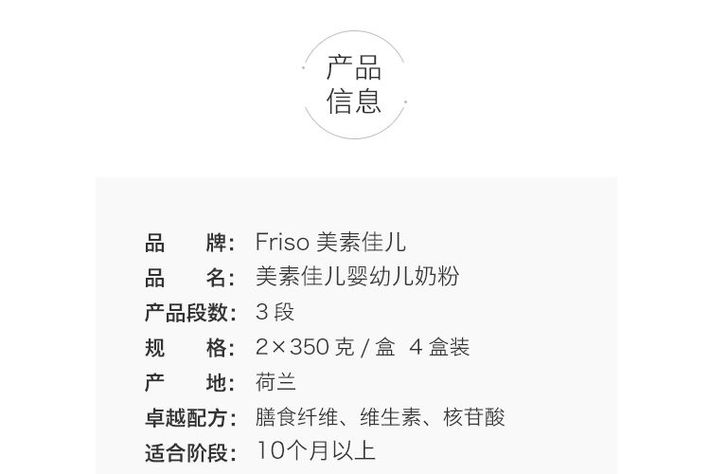 产品
信息
品 牌： Friso 美素佳儿
品 名： 美素佳儿婴幼儿奶粉
产品段数： 3 段
规 格： 2×350 克 / 盒 4 盒装
产 地： 荷兰
卓越配方： 膳食纤维、维生素、核苷酸
适合阶段： 10个月以上